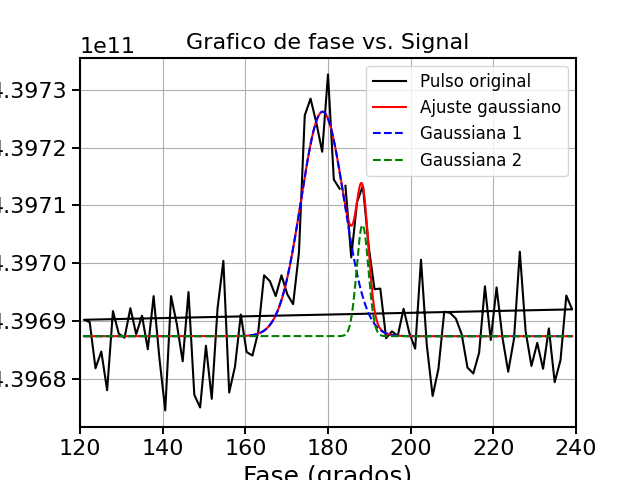 1e11
Grafico de fase vs. Signal
Pulso original
Ajuste gaussiano
Gaussiana 1
Gaussiana 2
.3973
.3972
.3971
.3970
.3969
.3968
120 140 160 180 200 220 240
Fase (grados)